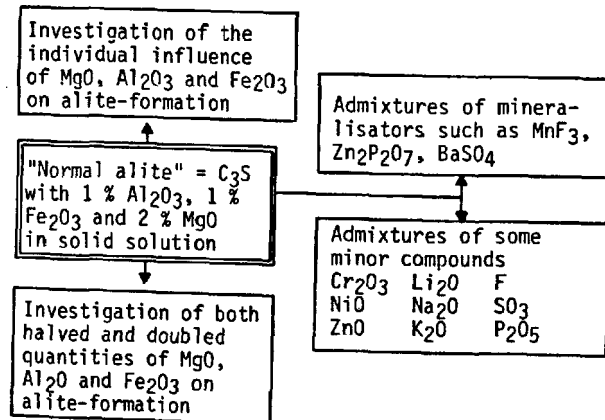 Investigation of the
individual influence
of MgO, Al2O3 and Fe2O3
on alite-formation
"Normal alite" = C3S
with 1 % Al2O3, 1 %
Fe2O3 and 2 % MgO
in solid solution
Investigation of both
halved and doubled
quantities of MgO,
Al2O and Fe2O3 on
alite-formation
Admixtures of minera-
lisators such as MnF3,
Zn2P2O7, BaSO4
Admixtures of some
minor compounds
Cr2O3 Li2O F
NiO Na2O SO3
ZnO K2O P2O5